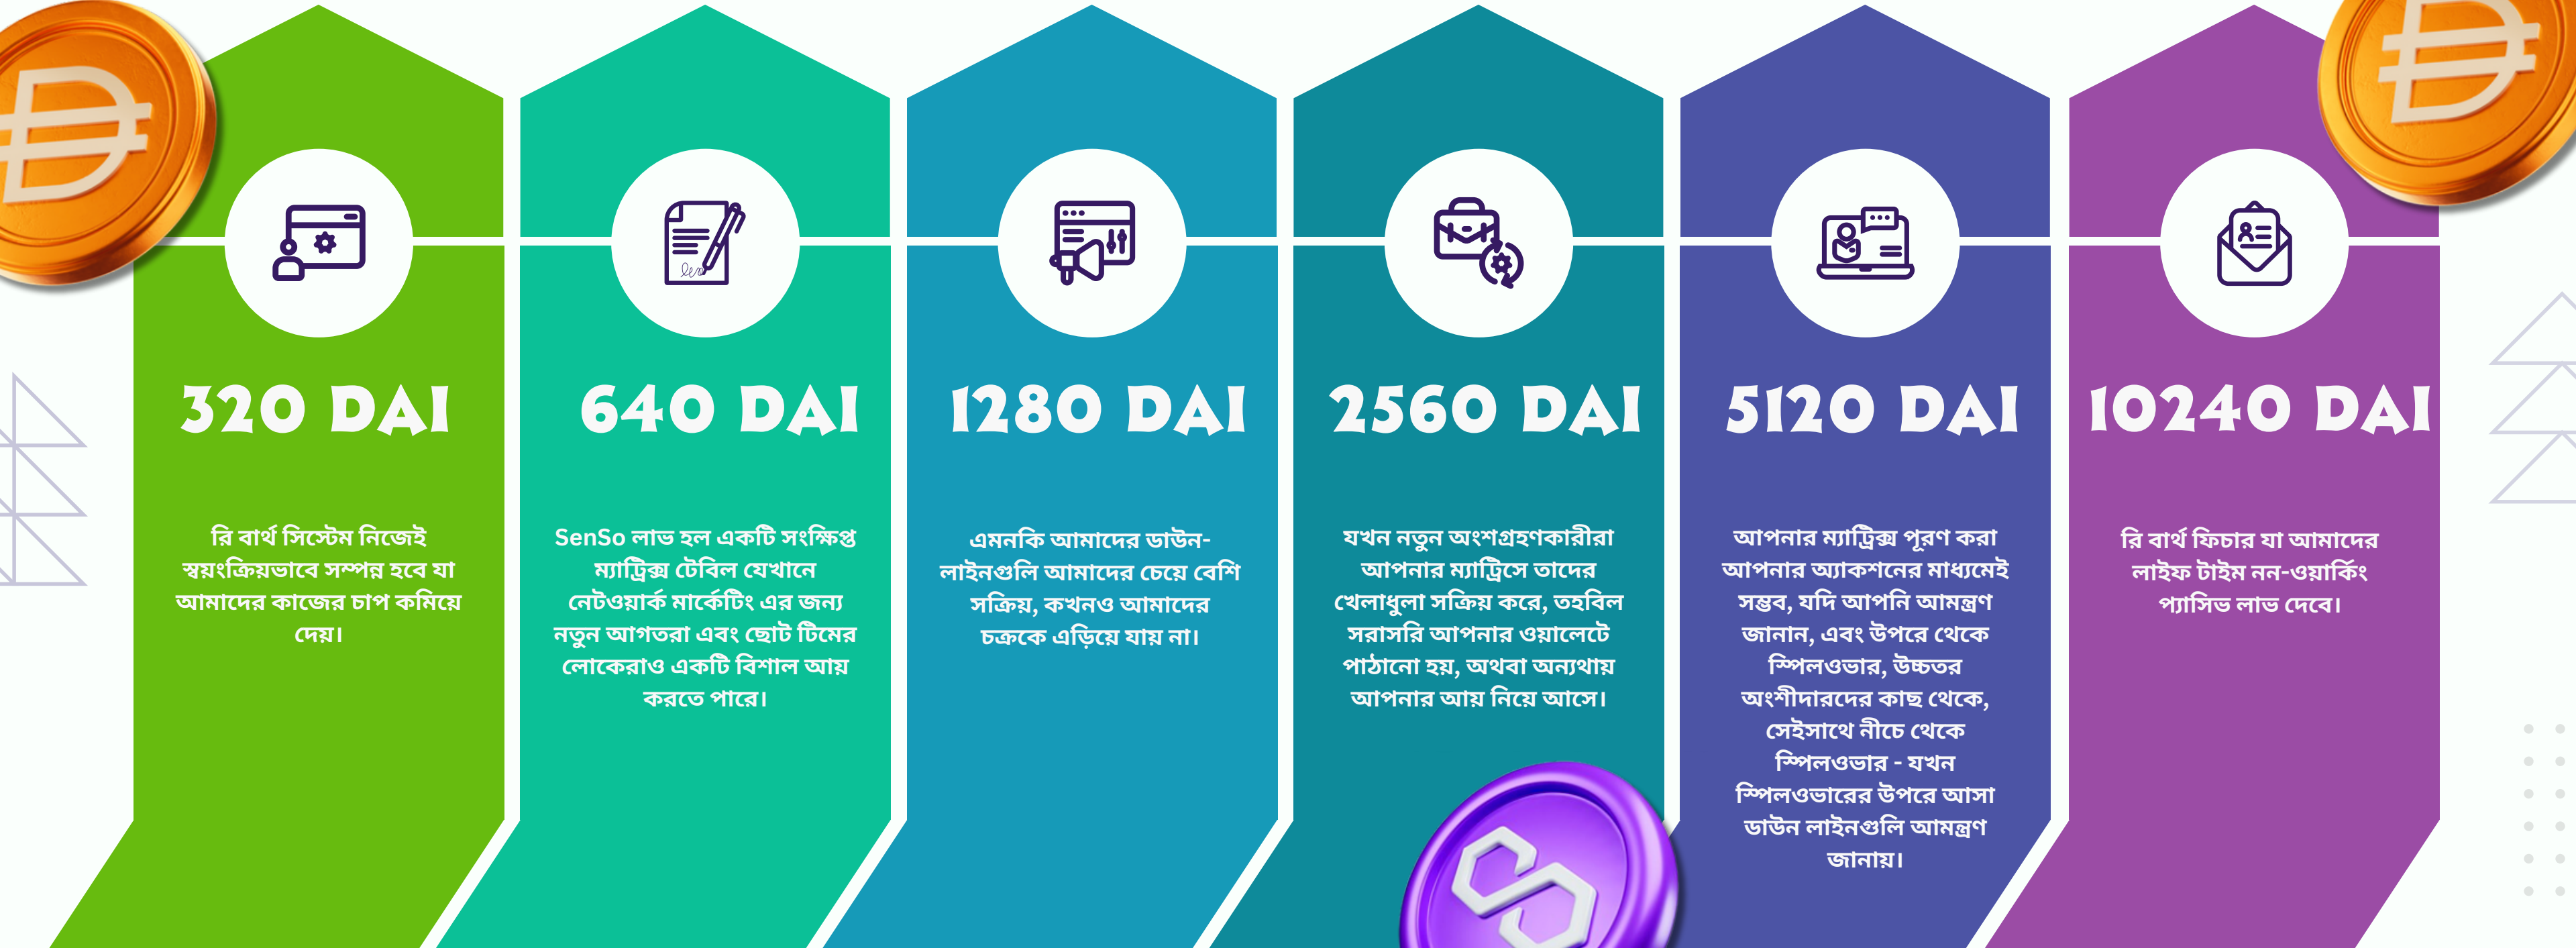 320 DAI
রি বার্থ সিস্টেম নিজেই
স্বয়ংক্রিয়ভাবে সম্পন্ন হবে যা
আমাদের কাজের চাপ কমিয়ে
দেয়।
640 DAI
SenSo লাভ হল একটি সংক্ষিপ্ত
ম্যাট্রিক্স টেবিল যেখানে
নেটওয়ার্ক মার্কেটিং এর জন্য
নতুন আগতরা এবং ছোট টিমের
লোকেরাও একটি বিশাল আয়
করতে পারে।
1280 DAI
এমনকি আমাদের ডাউন-
লাইনগুলি আমাদের চেয়ে বেশি
সক্রিয়, কখনও আমাদের
চক্রকে এড়িয়ে যায় না।
2560 DAI
যখন নতুন অংশগ্রহণকারীরা
আপনার ম্যাট্রিসে তাদের
খেলাধুলা সক্রিয় করে, তহবিল
সরাসরি আপনার ওয়ালেটে
পাঠানো হয়, অথবা অন্যথায়
আপনার আয় নিয়ে আসে।
5120 DAI
আপনার ম্যাট্রিক্স পূরণ করা
আপনার অ্যাকশনের মাধ্যমেই
সম্ভব, যদি আপনি আমন্ত্রণ
জানান, এবং উপরে থেকে
স্পিলওভার, উচ্চতর
অংশীদারদের কাছ থেকে,
সেইসাথে নীচে থেকে
স্পিলওভার - যখন
স্পিলওভারের উপরে আসা
ডাউন লাইনগুলি আমন্ত্রণ
জানায়।
10240 DAI
রি বার্থ ফিচার যা আমাদের
লাইফ টাইম নন-ওয়ার্কিং
প্যাসিভ লাভ দেবে।